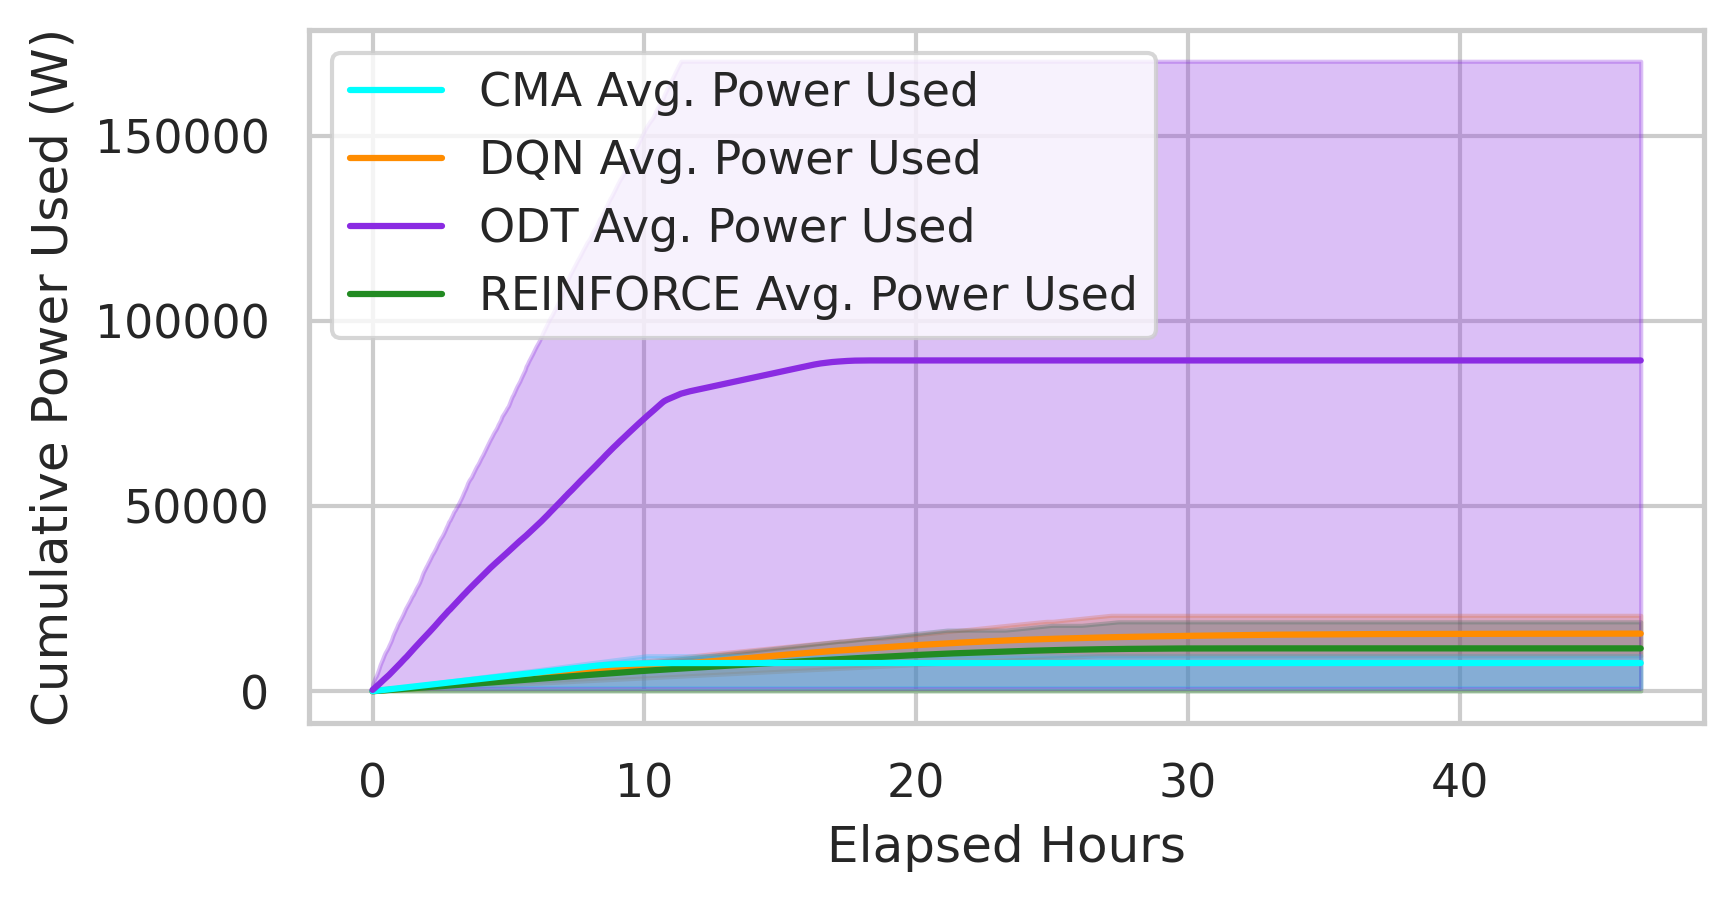 CMA Avg. Power Used
DQN Avg. Power Used
ODT Avg. Power Used
REINFORCE Avg. Power Used
Cumulative Power Used (W)
150000
100000
50000
0
0
10
20
30
40
Elapsed Hours